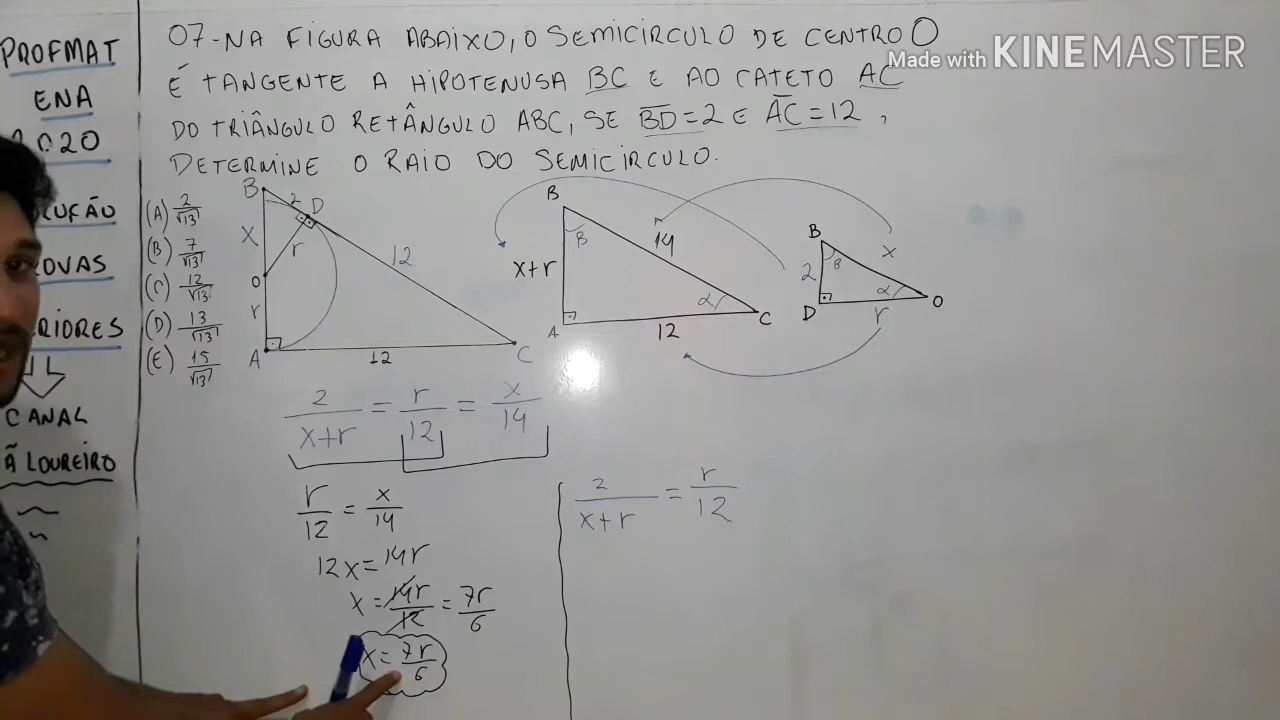 Made with KINEMASTER
PROFMAT
ENA
07-NA FIGURA ABAIXO, O SEMICIRCULO DE CENTRO O
É TANGENTE A HIPOTENUSA BC E AO CATETO AC
DO TRIÂNGULO RETÂNGULO ABC, SE BD=2 E AC=12,
DETERMINE O RAIO DO SEMICIRCULO.
(A) 2/√13
(B) 7/√13
(C) 12/√13
(D) 13/√13
(E) 15/√13
CANAL
LOUREIRO
B
2 D
X
r
12
O
r
A
12
C
B
β
14
X+r
α
A
12
C
B
β
x
2
α
D
r
O
2/(x+r) = r/12 = x/14
r/12 = x/14
12x=14r
x = 14r/12 = 7r/6
x = 7r/6
2/(x+r) = r/12